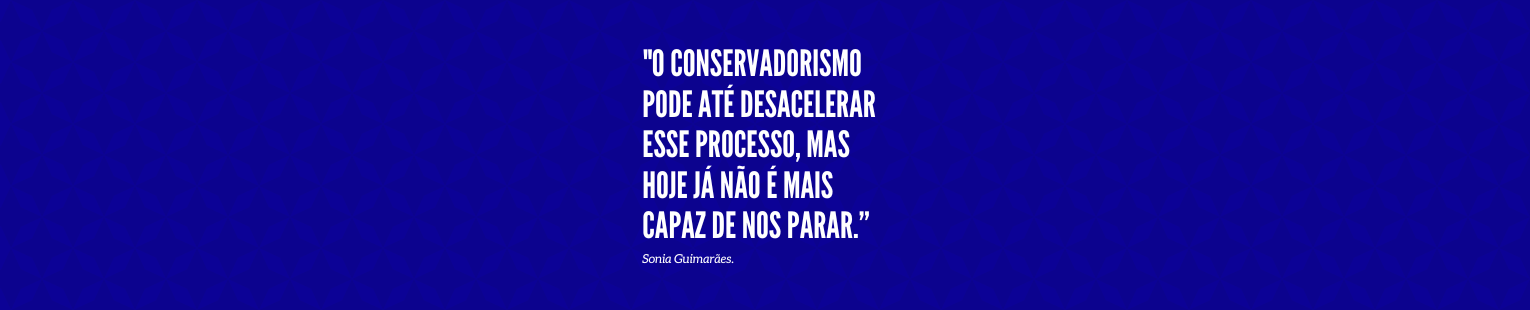 "O CONSERVADORISMO
PODE ATÉ DESACELERAR
ESSE PROCESSO, MAS
HOJE JÁ NÃO É MAIS
CAPAZ DE NOS PARAR.”
Sonia Guimarães.